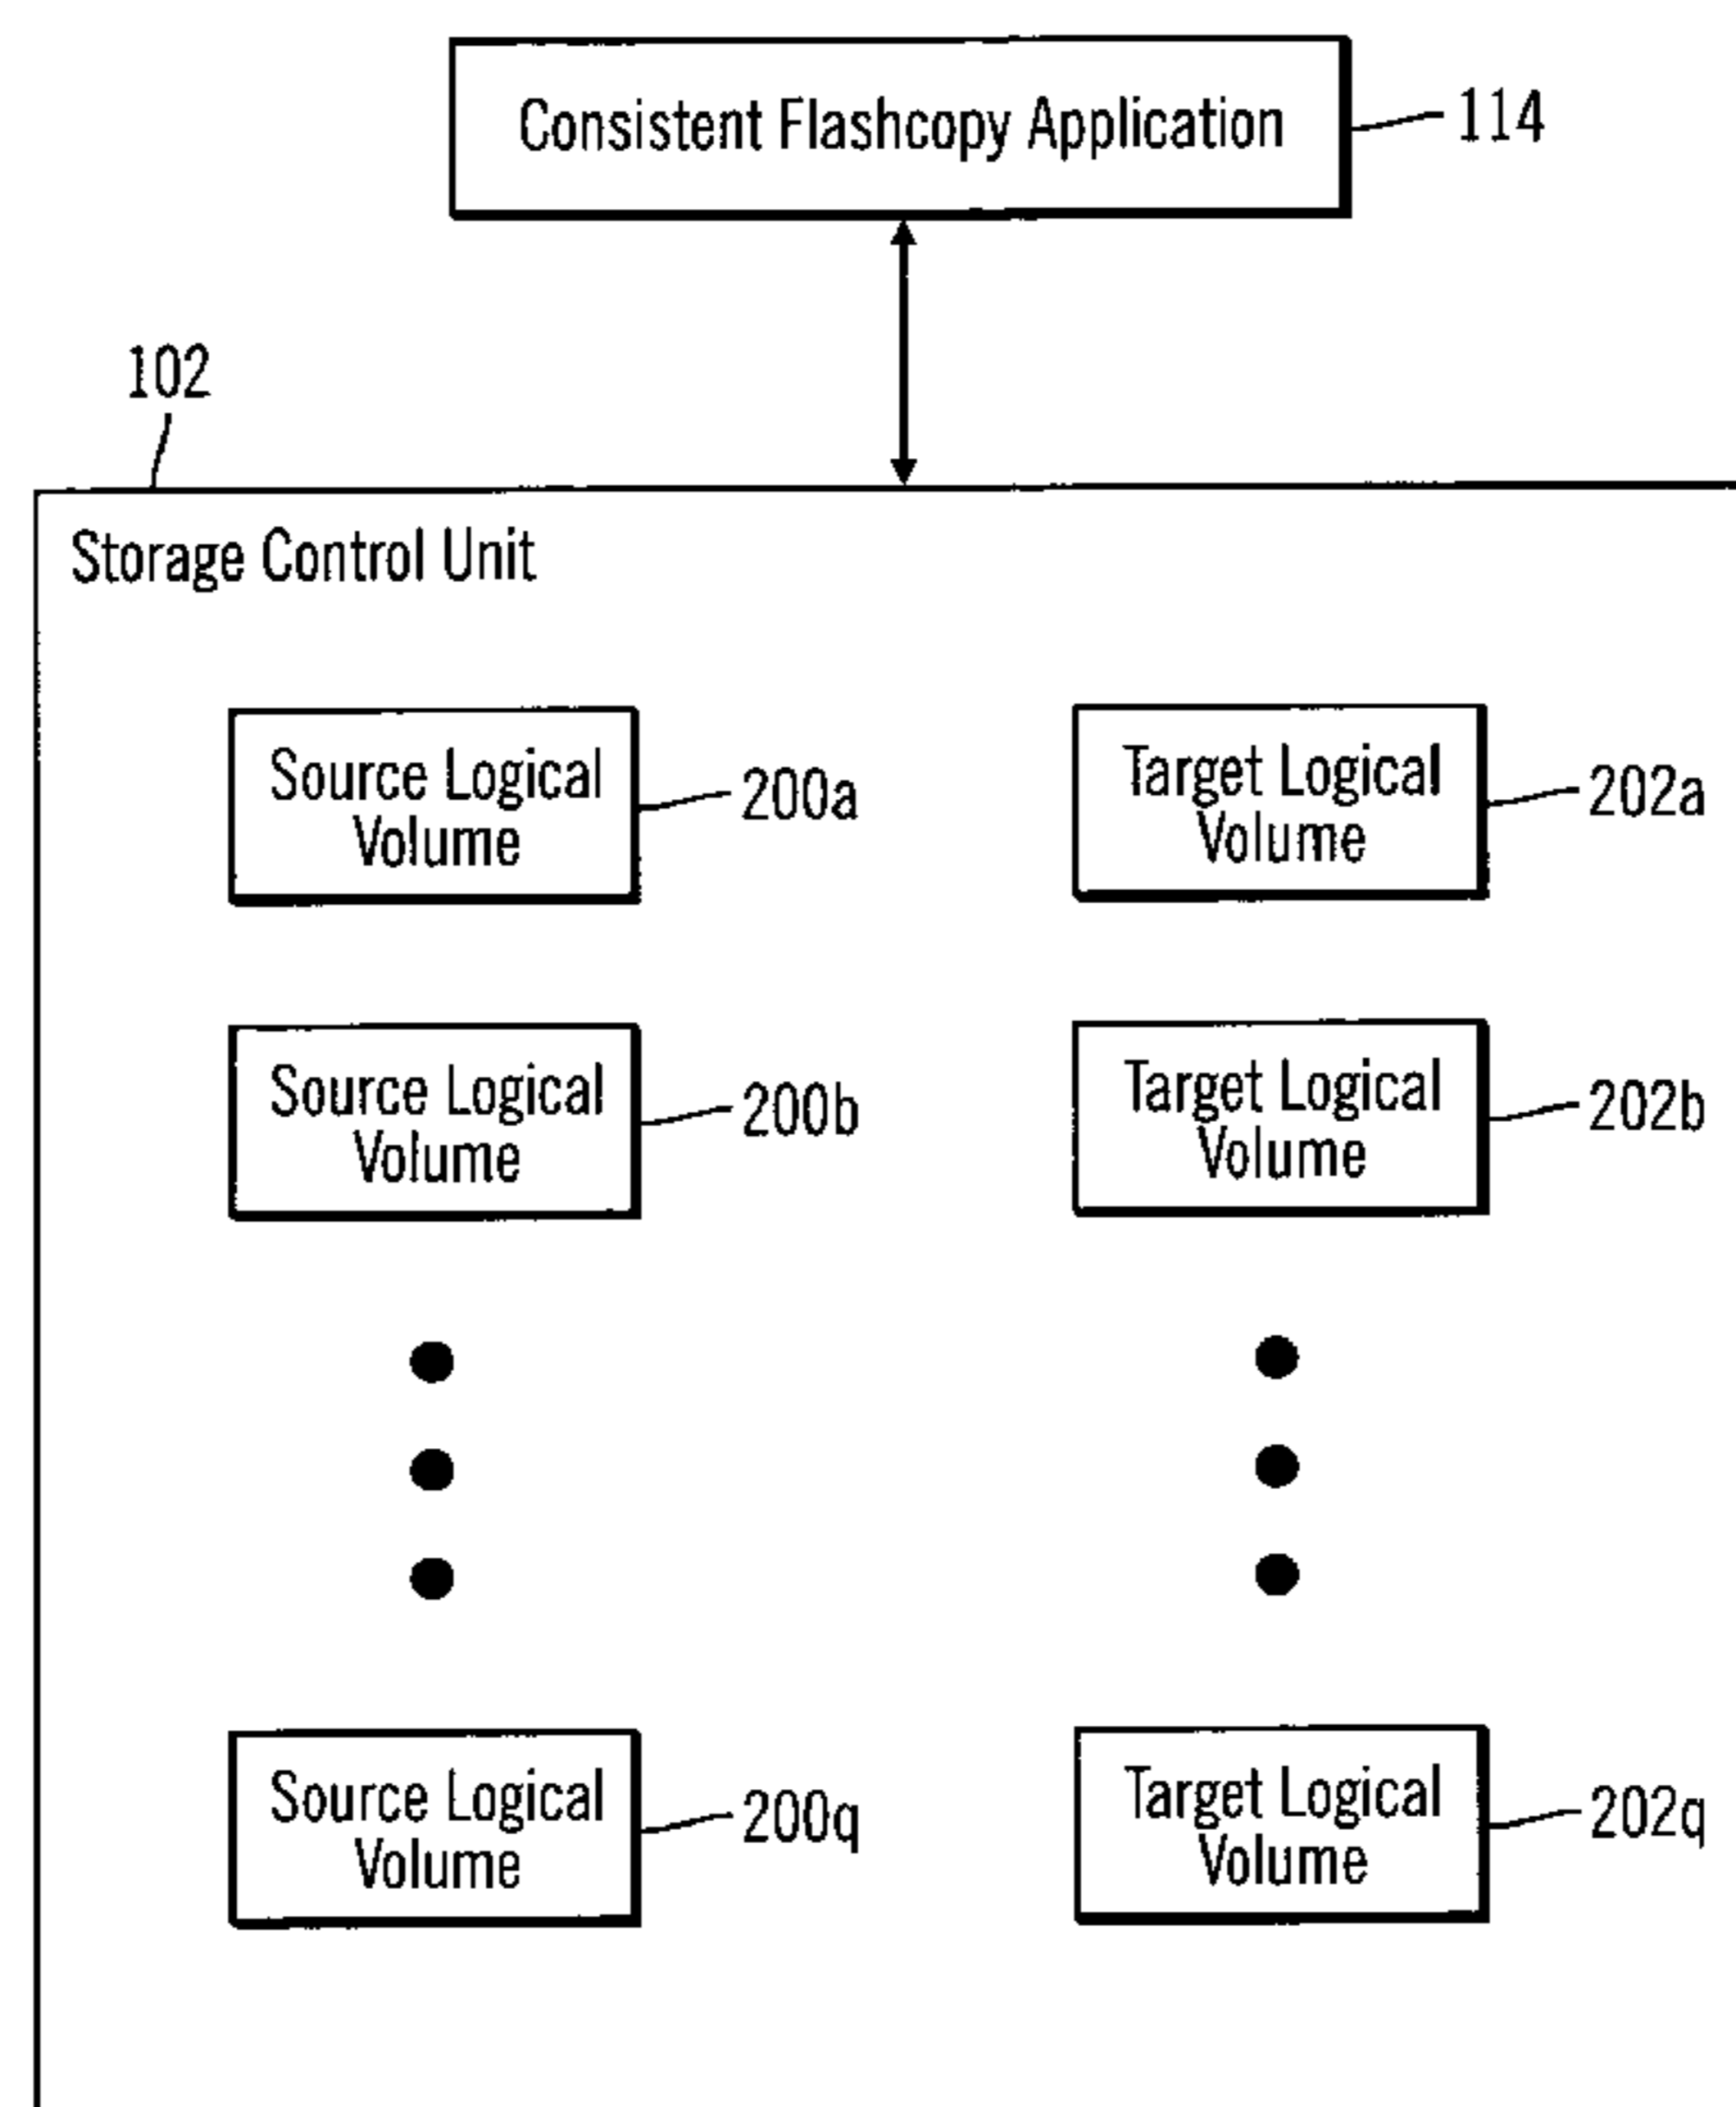 Consistent Flashcopy Application
114
102
Storage Control Unit
Source Logical
Volume
200a
Target Logical
Volume
202a
Source Logical
Volume
200b
Target Logical
Volume
202b
Source Logical
Volume
200q
Target Logical
Volume
202q